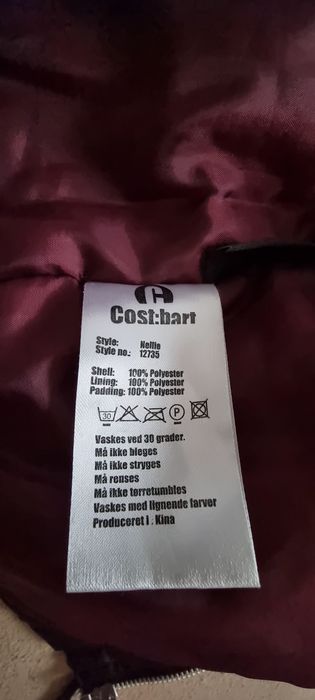 Cost:bart
Style: Nellie
Style no.: 12735
Shell: 100% Polyester
Lining: 100% Polyester
Padding: 100% Polyester
30 P
Vaskes ved 30 grader.
Må ikke bleges
Må ikke stryges
Må renses
Må ikke tørretumbles
Vaskes med lignende farver
Produceret i . Kina